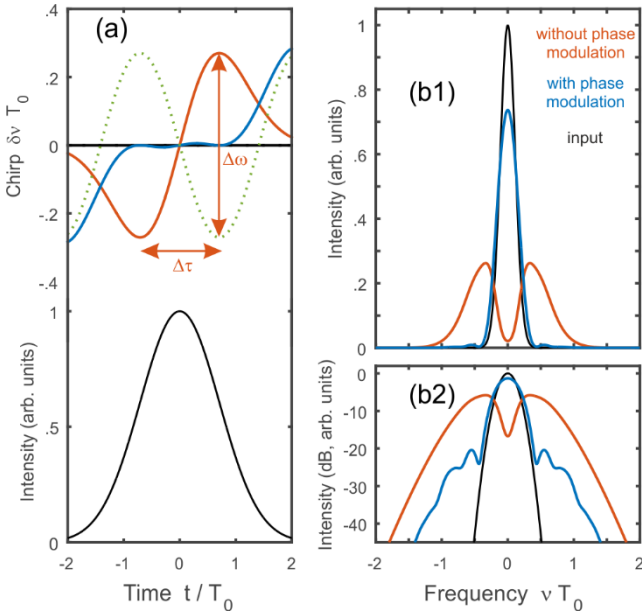 (a)
.4
.2
0
-.2
-.4
Chirp δν T0
Δω
Δτ
1
.5
0
Intensity (arb. units)
-2
-1
0
1
2
Time t / T0
(b1)
without phase
modulation
with phase
modulation
input
1
.8
.6
.4
.2
0
Intensity (arb. units)
(b2)
0
-10
-20
-30
-40
Intensity (dB, arb. units)
-2
-1
0
1
2
Frequency ν T0